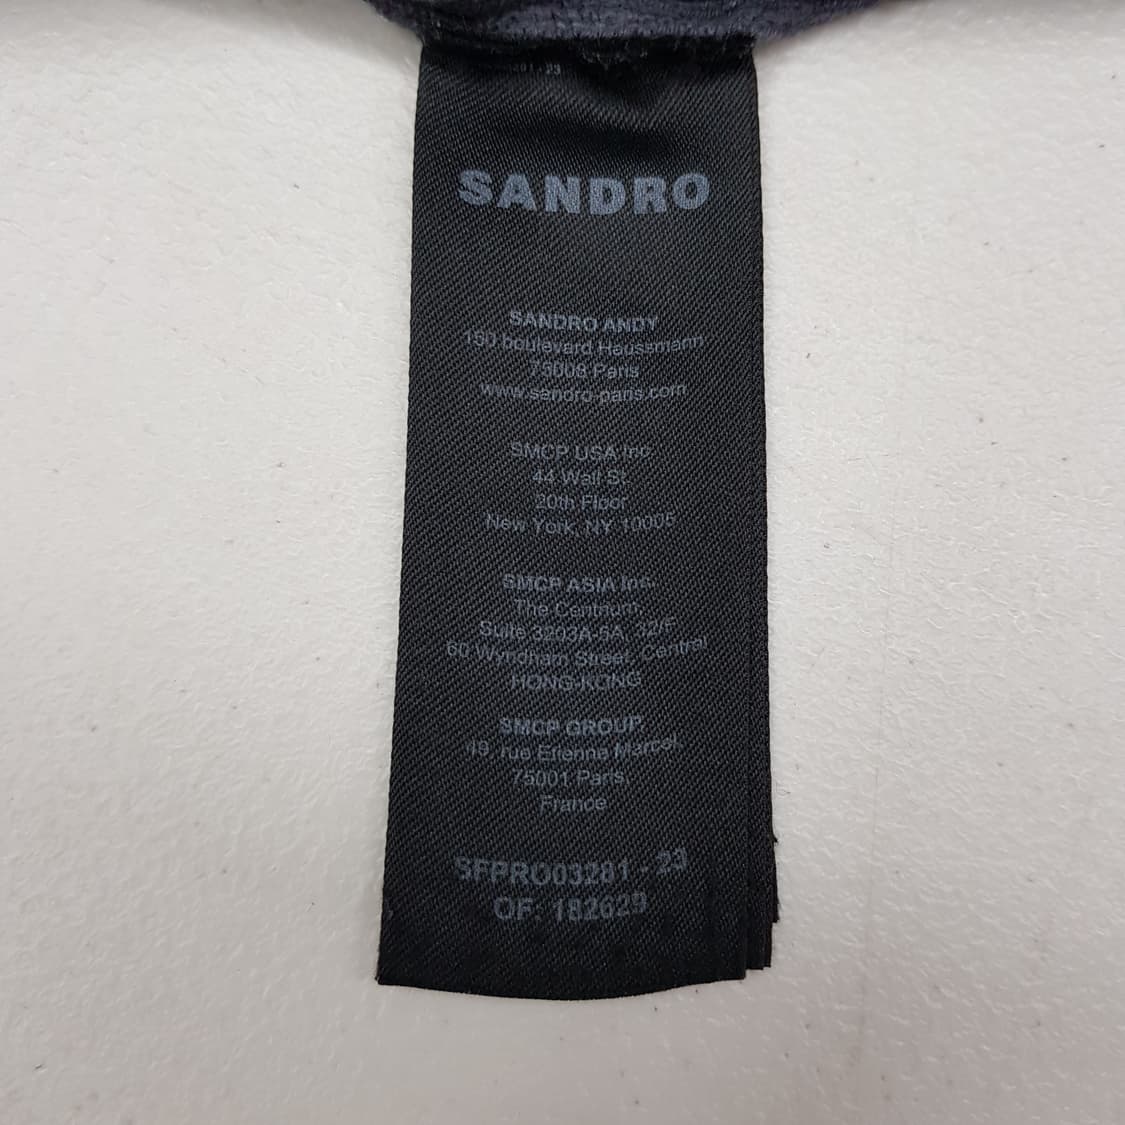 SANDRO
SANDRO ANDY
150 boulevard Haussmann
75008 Paris
www.sandro-paris.com
SMCP USA Inc
44 Wall St
20th Floor
New York, NY 10005
SMCP ASIA Inc.
The Centrum,
Suite 3203A-5A, 32/F
60 Wyndham Street, Central
HONG-KONG
SMCP GROUP
49, rue Etienne Marcel,
75001 Paris,
France
SFPRO03281 - 23
OF: 182629